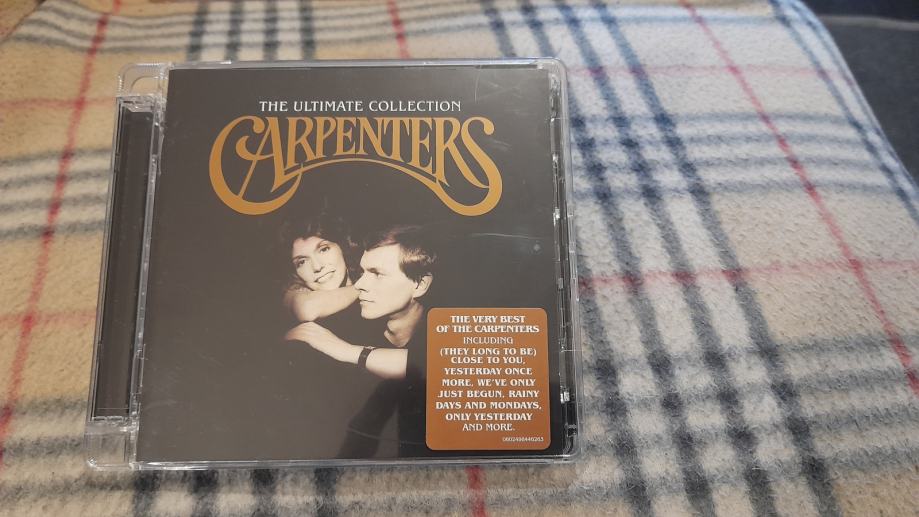 THE ULTIMATE COLLECTION
CARPENTERS
THE VERY BEST
OF THE CARPENTERS
INCLUDING
(THEY LONG TO BE)
CLOSE TO YOU,
YESTERDAY ONCE
MORE, WE'VE ONLY
JUST BEGUN, RAINY
DAYS AND MONDAYS,
ONLY YESTERDAY
AND MORE.
0602498446263